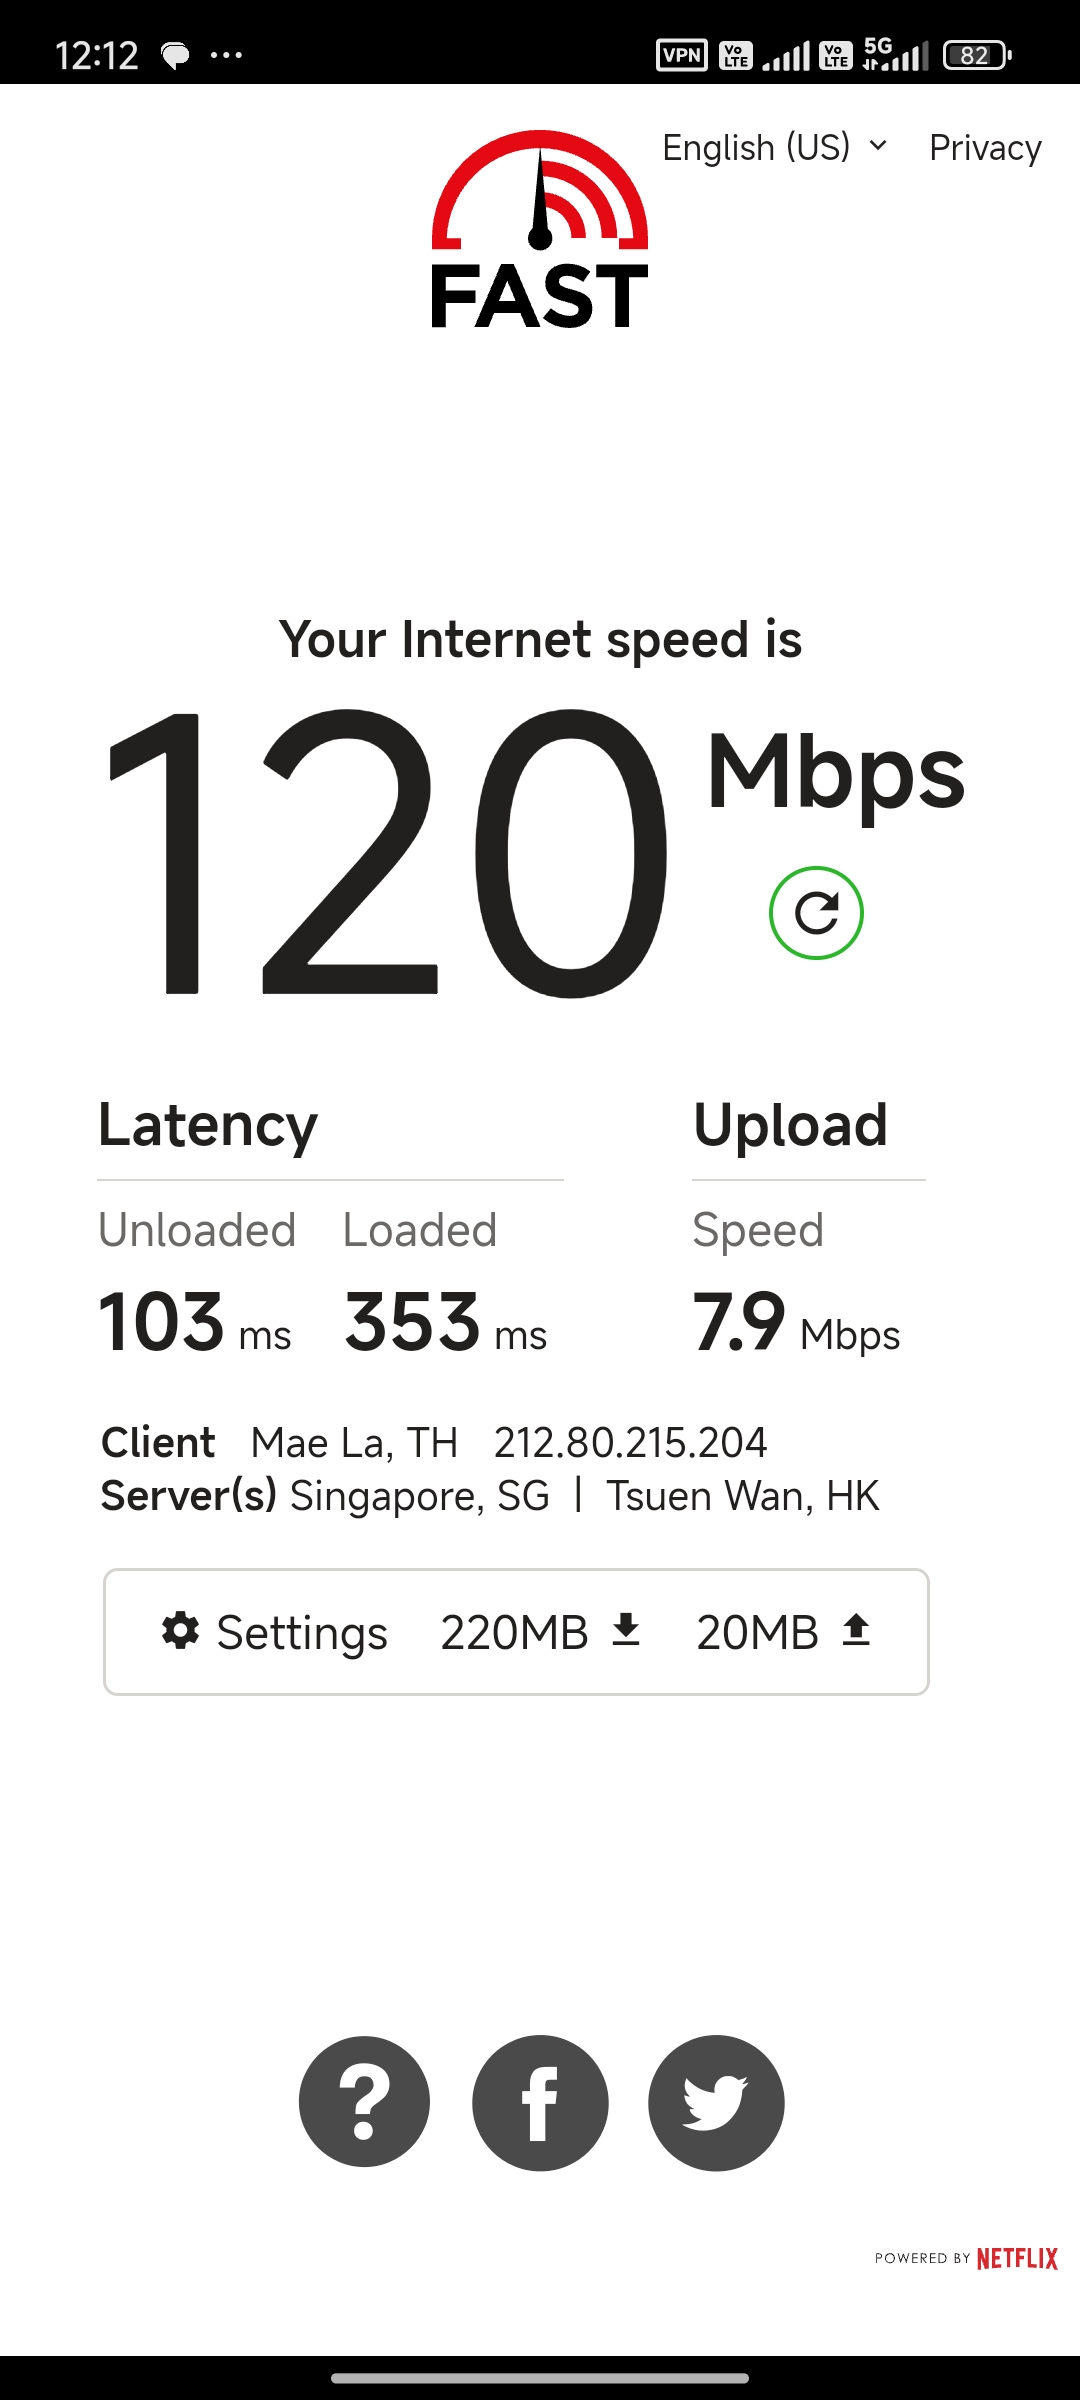 12:12 ... VPN Vo LTE Vo LTE 5G 82
English (US) Privacy
FAST
Your Internet speed is
120 Mbps
Latency Upload
Unloaded Loaded Speed
103 ms 353 ms 7.9 Mbps
Client Mae La, TH 212.80.215.204
Server(s) Singapore, SG | Tsuen Wan, HK
Settings 220MB 20MB
?
f
POWERED BY NETFLIX